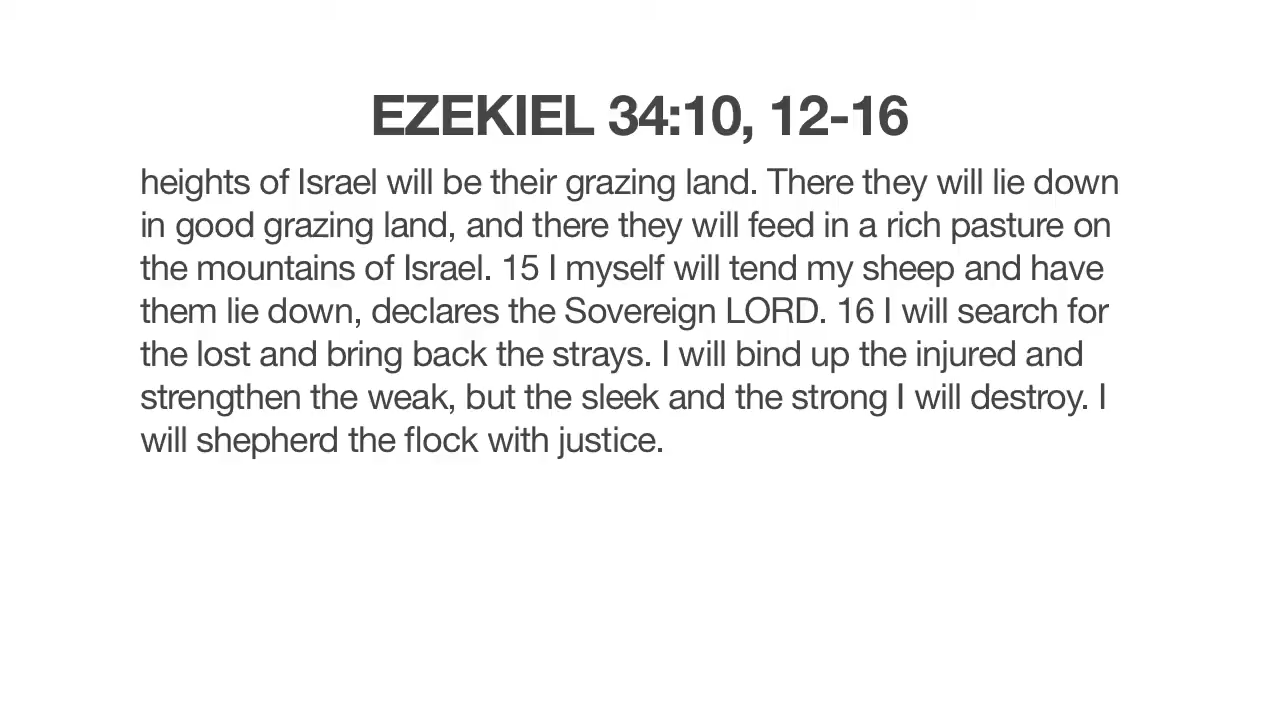 EZEKIEL 34:10, 12-16
heights of Israel will be their grazing land. There they will lie down
in good grazing land, and there they will feed in a rich pasture on
the mountains of Israel. 15 I myself will tend my sheep and have
them lie down, declares the Sovereign LORD. 16 I will search for
the lost and bring back the strays. I will bind up the injured and
strengthen the weak, but the sleek and the strong I will destroy. I
will shepherd the flock with justice.